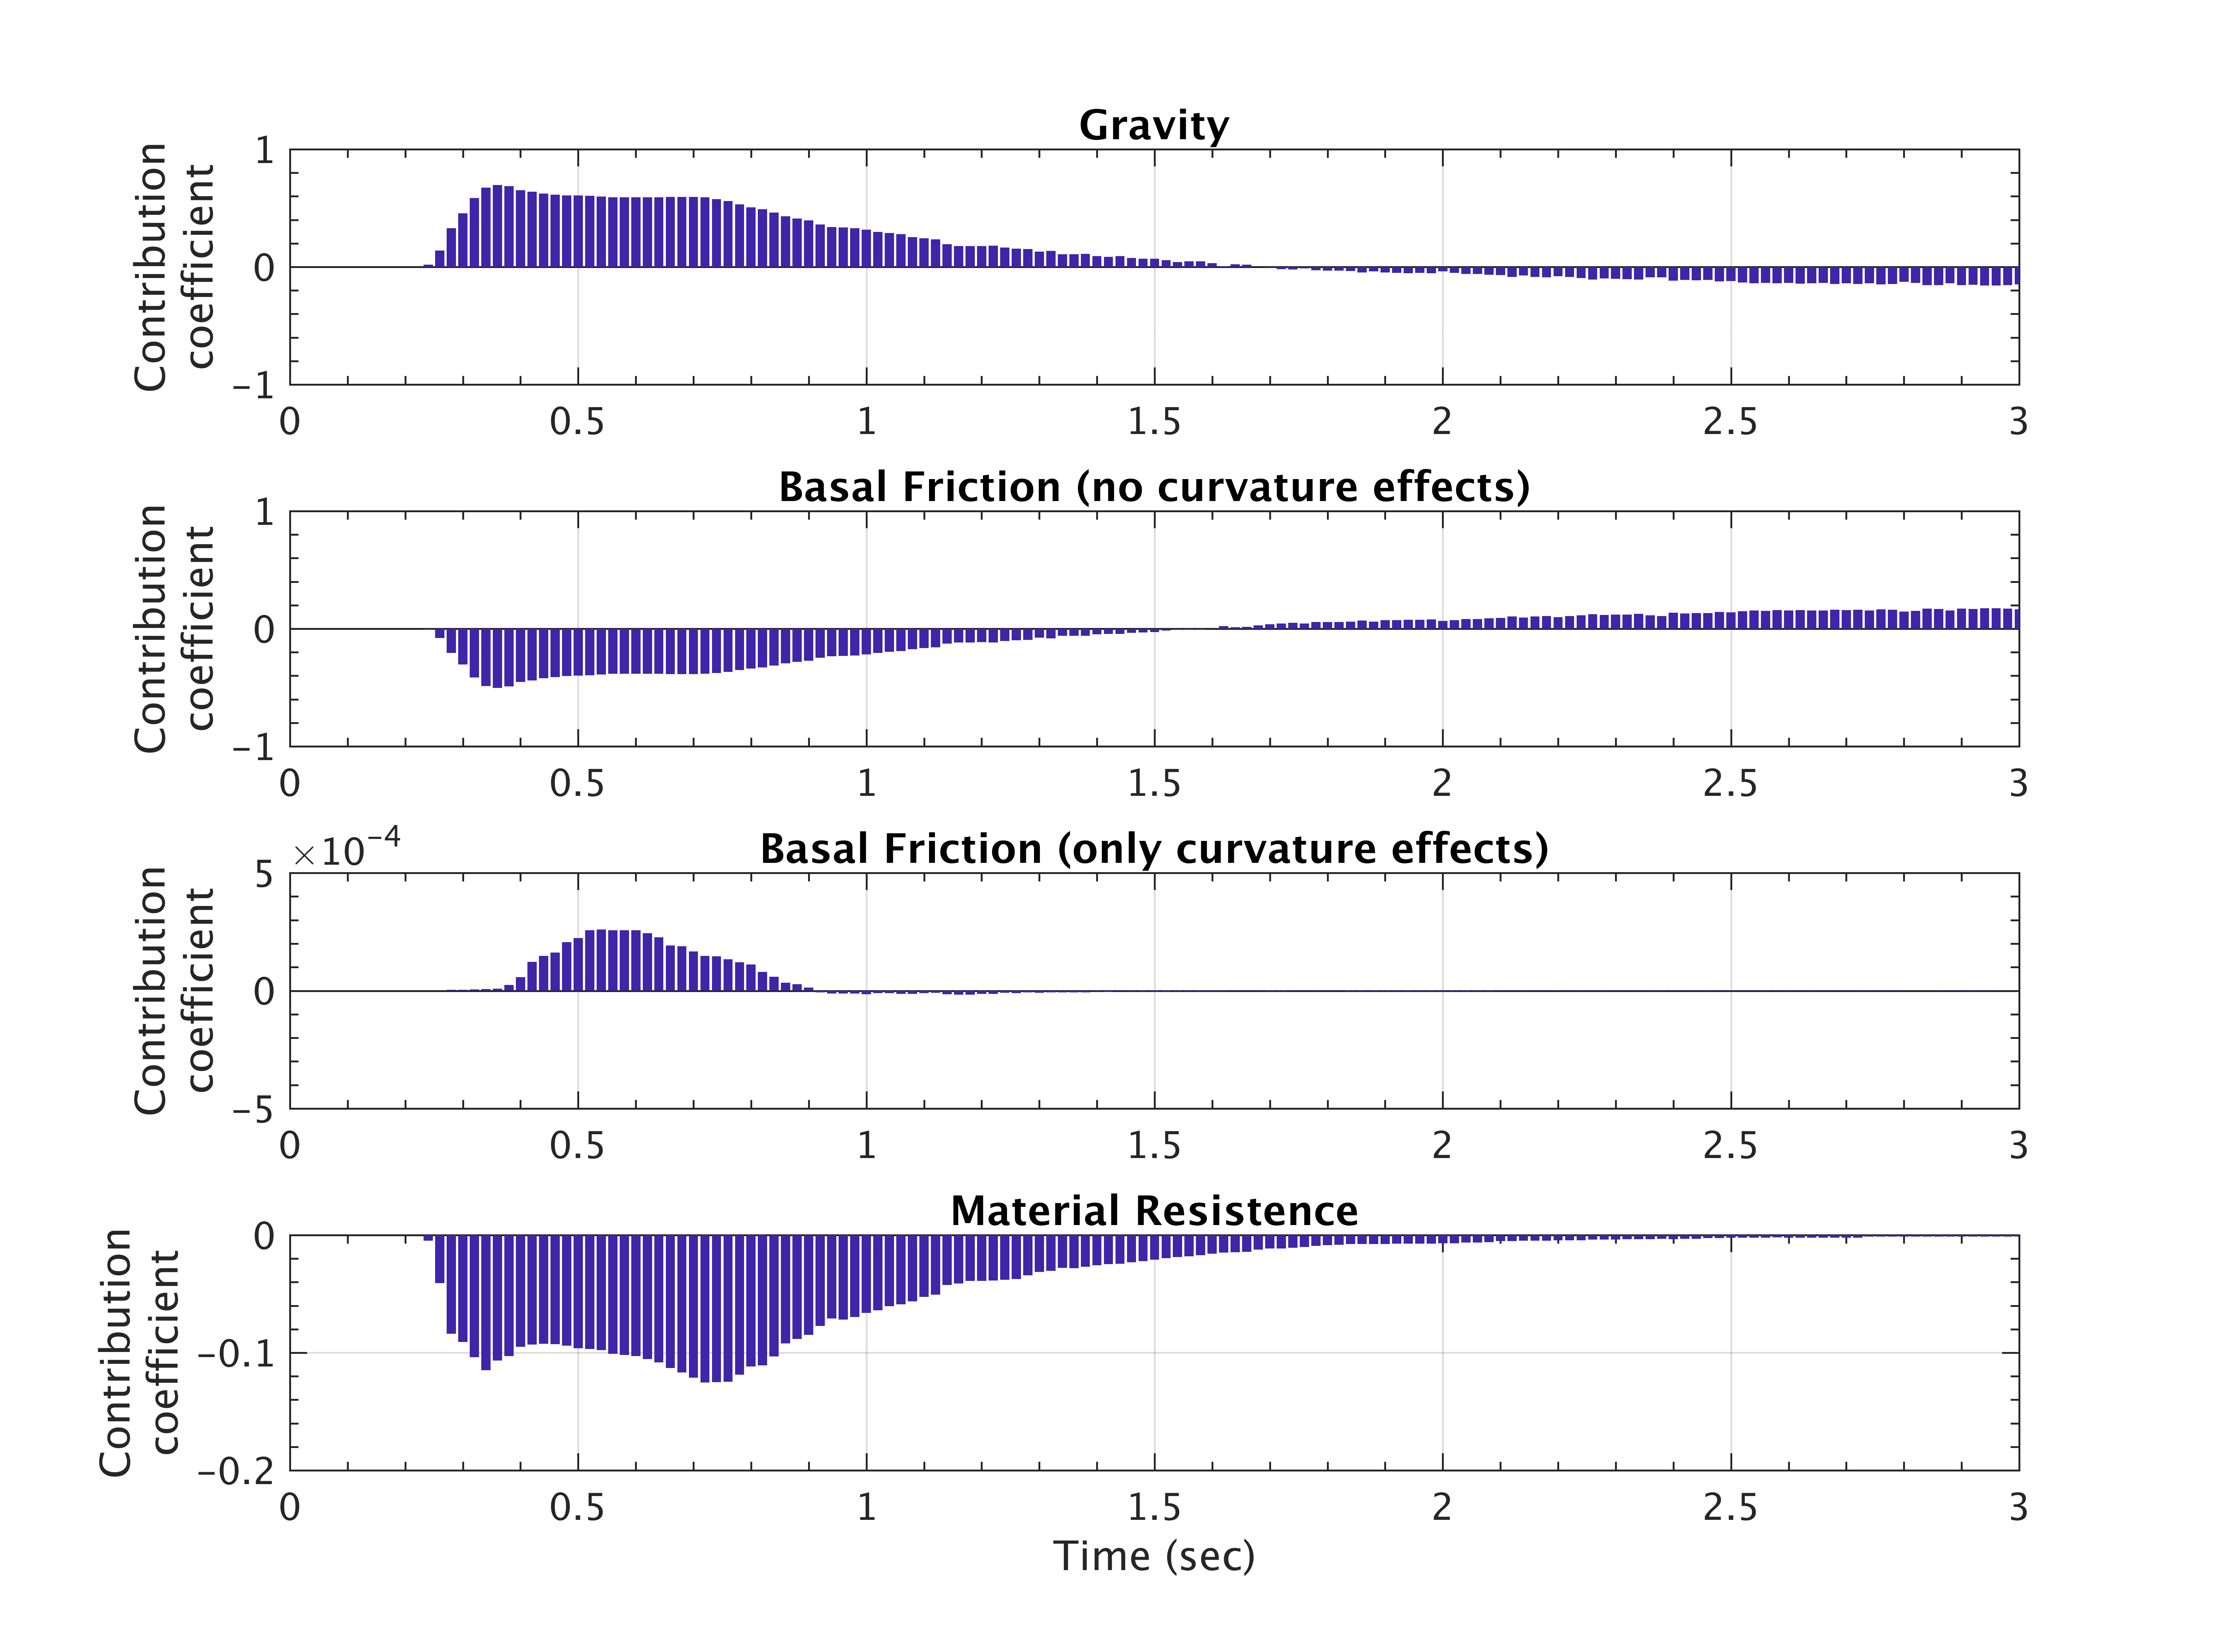 Gravity
Contribution
coefficient
1
0
−1
0 0.5 1 1.5 2 2.5 3
Basal Friction (no curvature effects)
Contribution
coefficient
1
0
−1
0 0.5 1 1.5 2 2.5 3
Basal Friction (only curvature effects)
×10−4
Contribution
coefficient
5
0
−5
0 0.5 1 1.5 2 2.5 3
Material Resistence
Contribution
coefficient
0
−0.1
−0.2
0 0.5 1 1.5 2 2.5 3
Time (sec)